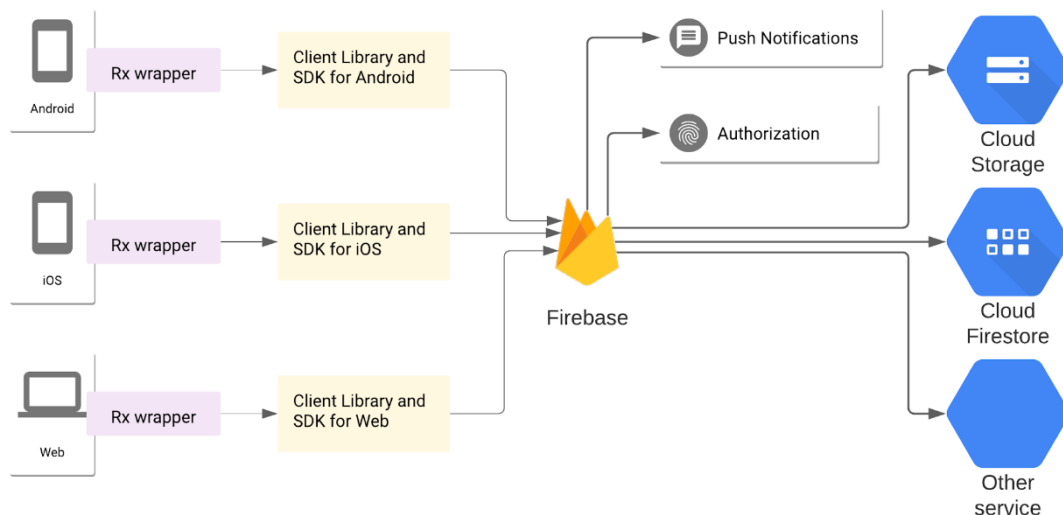 Android
Rx wrapper
Client Library and
SDK for Android
Push Notifications
Authorization
Cloud
Storage
iOS
Rx wrapper
Client Library and
SDK for iOS
Firebase
Cloud
Firestore
Web
Rx wrapper
Client Library and
SDK for Web
Other
service